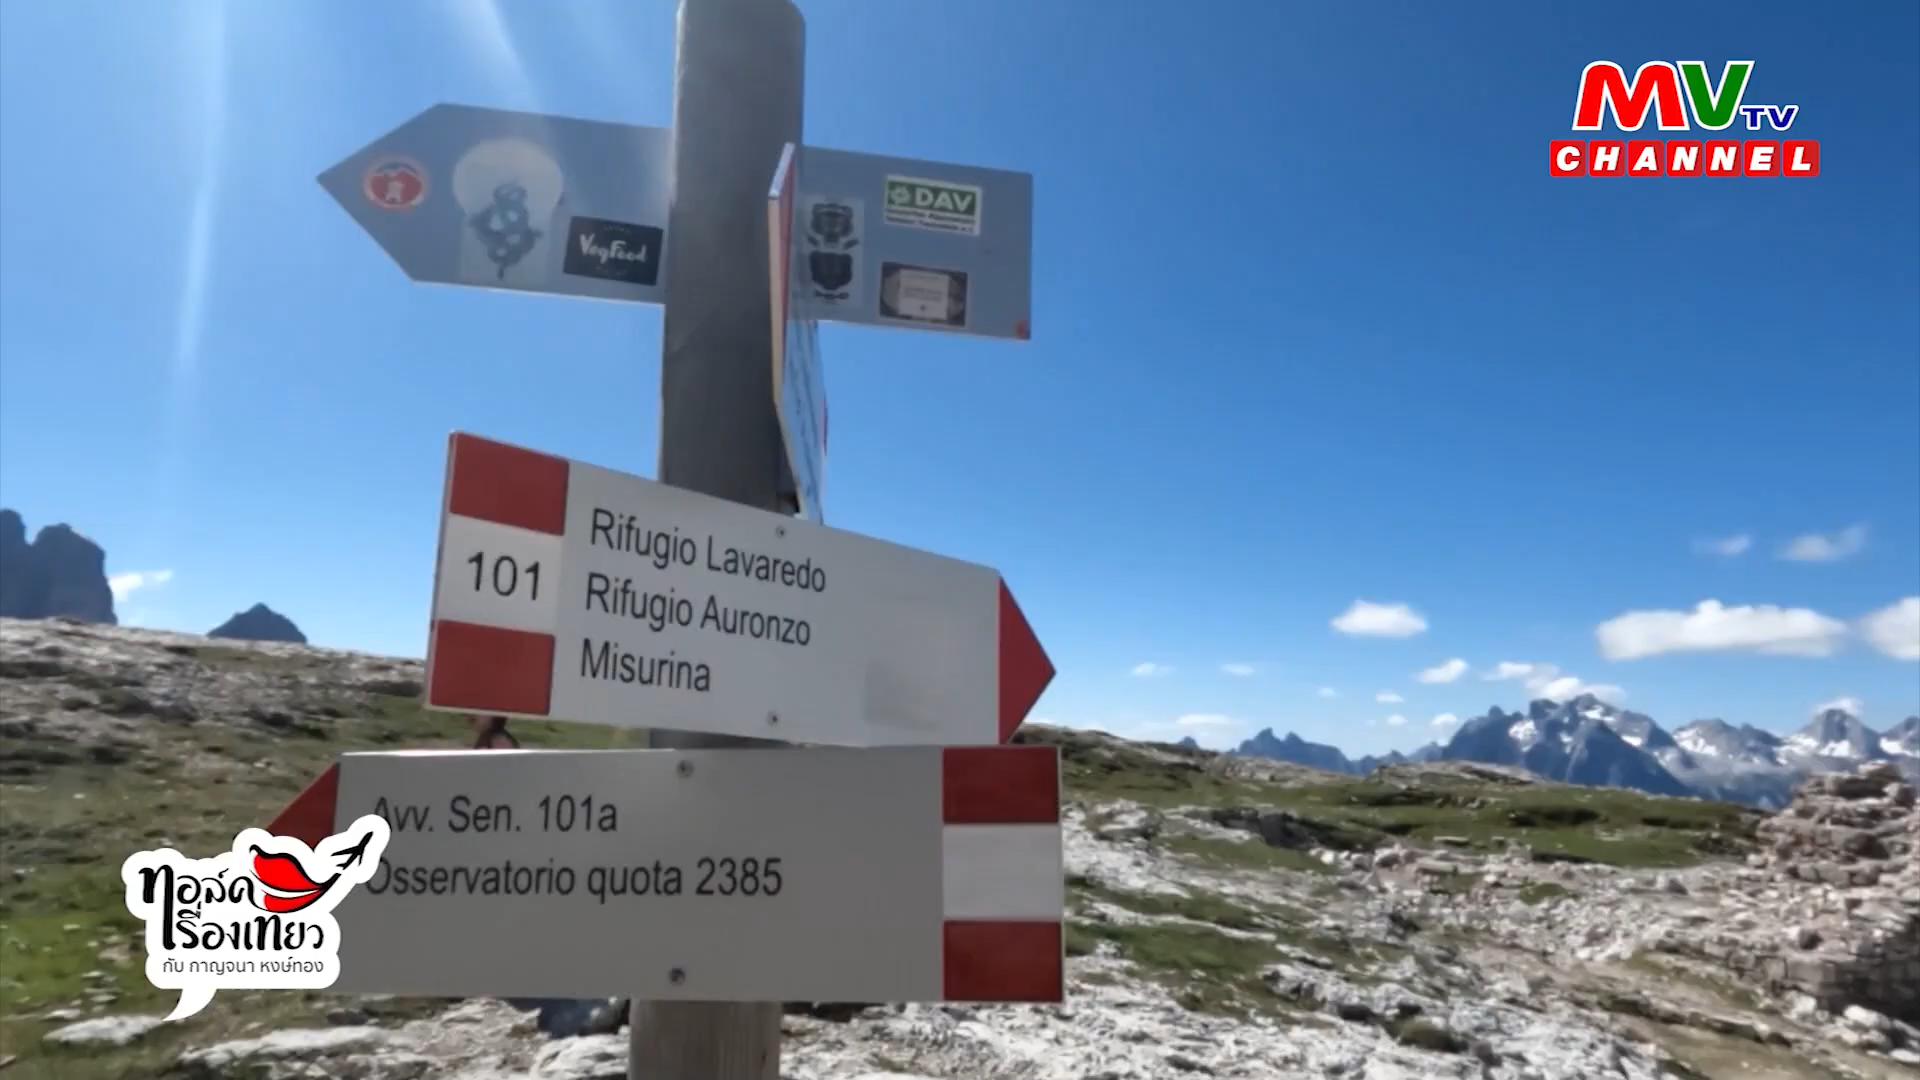 MV TV
CHANNEL
DAV
VegFood
101
Rifugio Lavaredo
Rifugio Auronzo
Misurina
Avv. Sen. 101a
Osservatorio quota 2385
ทอล์ค
เรื่องเที่ยว
กับ กาญจนา หงษ์ทอง